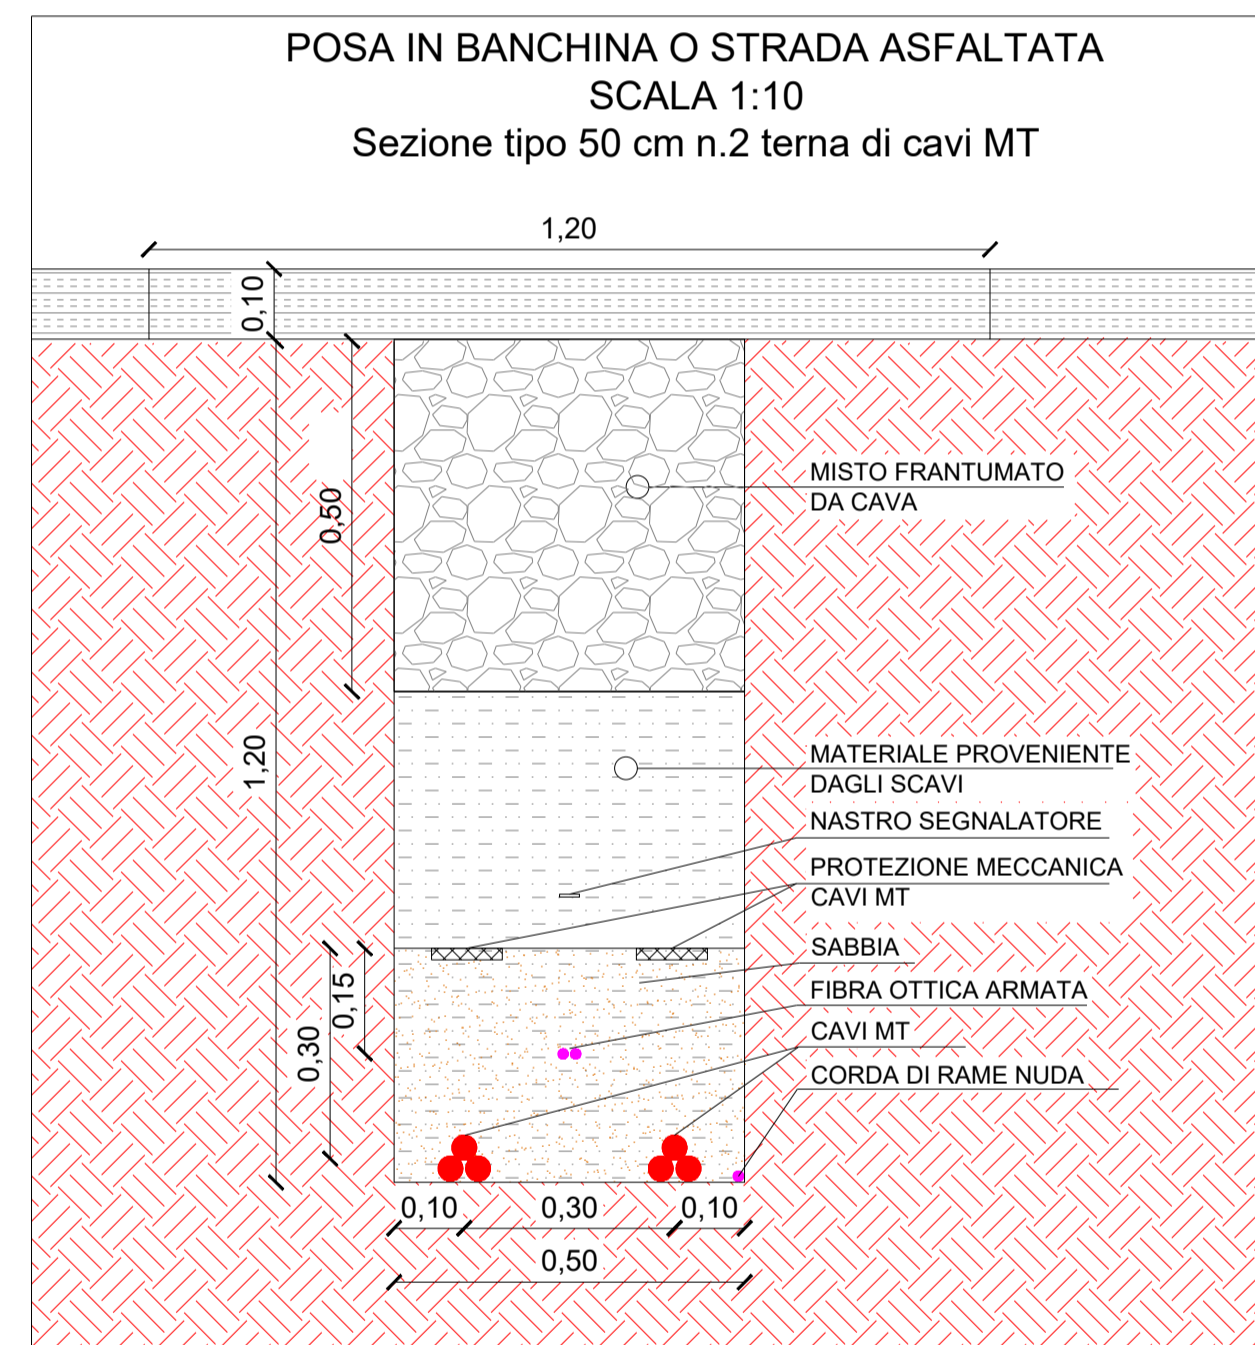 POSA IN BANCHINA O STRADA ASFALTATA
SCALA 1:10
Sezione tipo 50 cm n.2 terna di cavi MT
1,20
0,10
0,50
MISTO FRANTUMATO
DA CAVA
1,20
MATERIALE PROVENIENTE
DAGLI SCAVI
NASTRO SEGNALATORE
PROTEZIONE MECCANICA
CAVI MT
SABBIA
0,15
FIBRA OTTICA ARMATA
0,30
CAVI MT
CORDA DI RAME NUDA
0,10
0,30
0,10
0,50